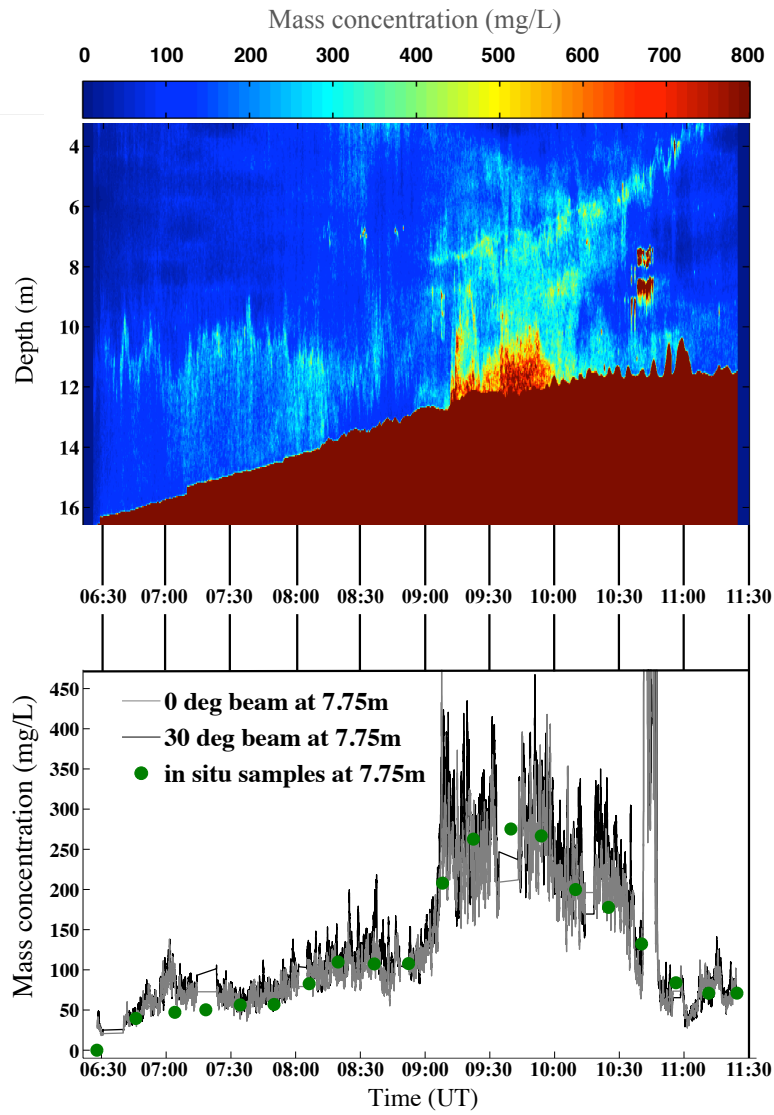 Mass concentration (mg/L)
0 100 200 300 400 500 600 700 800
Depth (m)
4
6
8
10
12
14
16
06:30 07:00 07:30 08:00 08:30 09:00 09:30 10:00 10:30 11:00 11:30
Mass concentration (mg/L)
450
400
350
300
250
200
150
100
50
0
0 deg beam at 7.75m
30 deg beam at 7.75m
in situ samples at 7.75m
06:30 07:00 07:30 08:00 08:30 09:00 09:30 10:00 10:30 11:00 11:30
Time (UT)